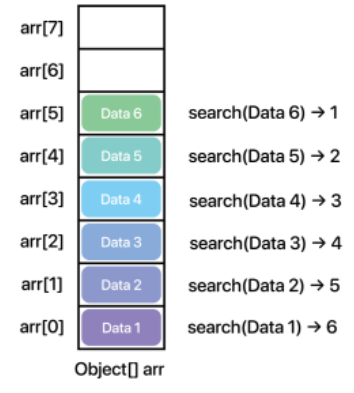 arr[7]
arr[6]
arr[5] Data 6 search(Data 6) → 1
arr[4] Data 5 search(Data 5) → 2
arr[3] Data 4 search(Data 4) → 3
arr[2] Data 3 search(Data 3) → 4
arr[1] Data 2 search(Data 2) → 5
arr[0] Data 1 search(Data 1) → 6
Object[] arr